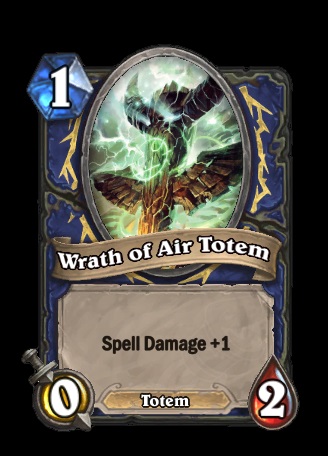 1
Wrath of Air Totem
Spell Damage +1
0
Totem
2